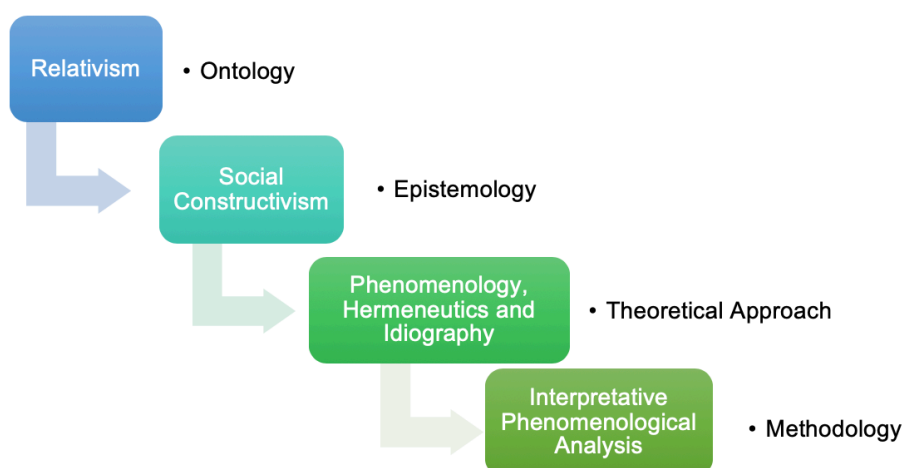 Relativism
• Ontology
Social
Constructivism
• Epistemology
Phenomenology,
Hermeneutics and
Idiography
• Theoretical Approach
Interpretative
Phenomenological
Analysis
• Methodology